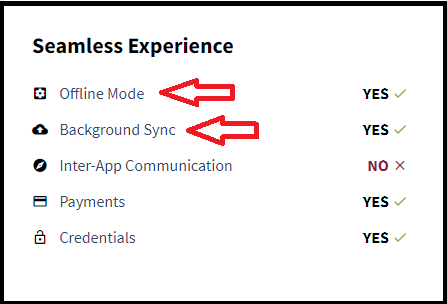 Seamless Experience
Offline Mode YES
Background Sync YES
Inter-App Communication NO
Payments YES
Credentials YES